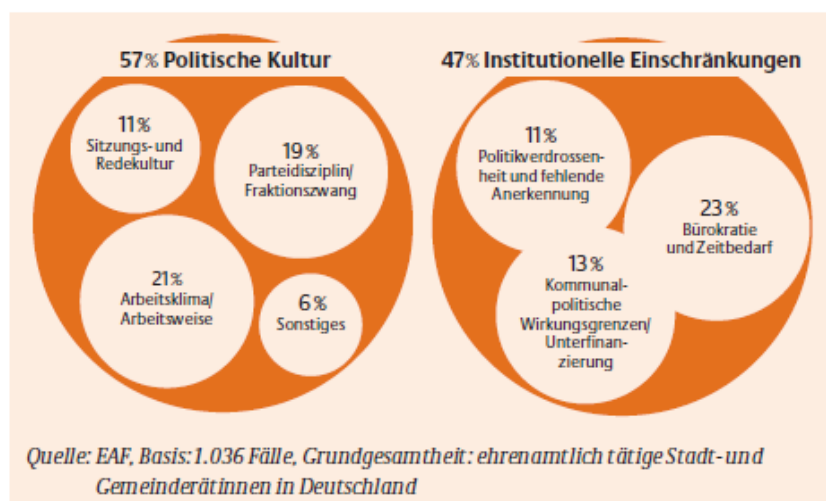 57% Politische Kultur
11%
Sitzungs- und
Redekultur
19%
Parteidisziplin/
Fraktionszwang
21%
Arbeitsklima/
Arbeitsweise
6%
Sonstiges
47% Institutionelle Einschränkungen
11%
Politikverdrossen-
heit und fehlende
Anerkennung
23%
Bürokratie
und Zeitbedarf
13%
Kommunal-
politische
Wirkungsgrenzen/
Unterfinan-
zierung
Quelle: EAF, Basis:1.036 Fälle, Grundgesamtheit: ehrenamtlich tätige Stadt- und
Gemeinderätinnen in Deutschland